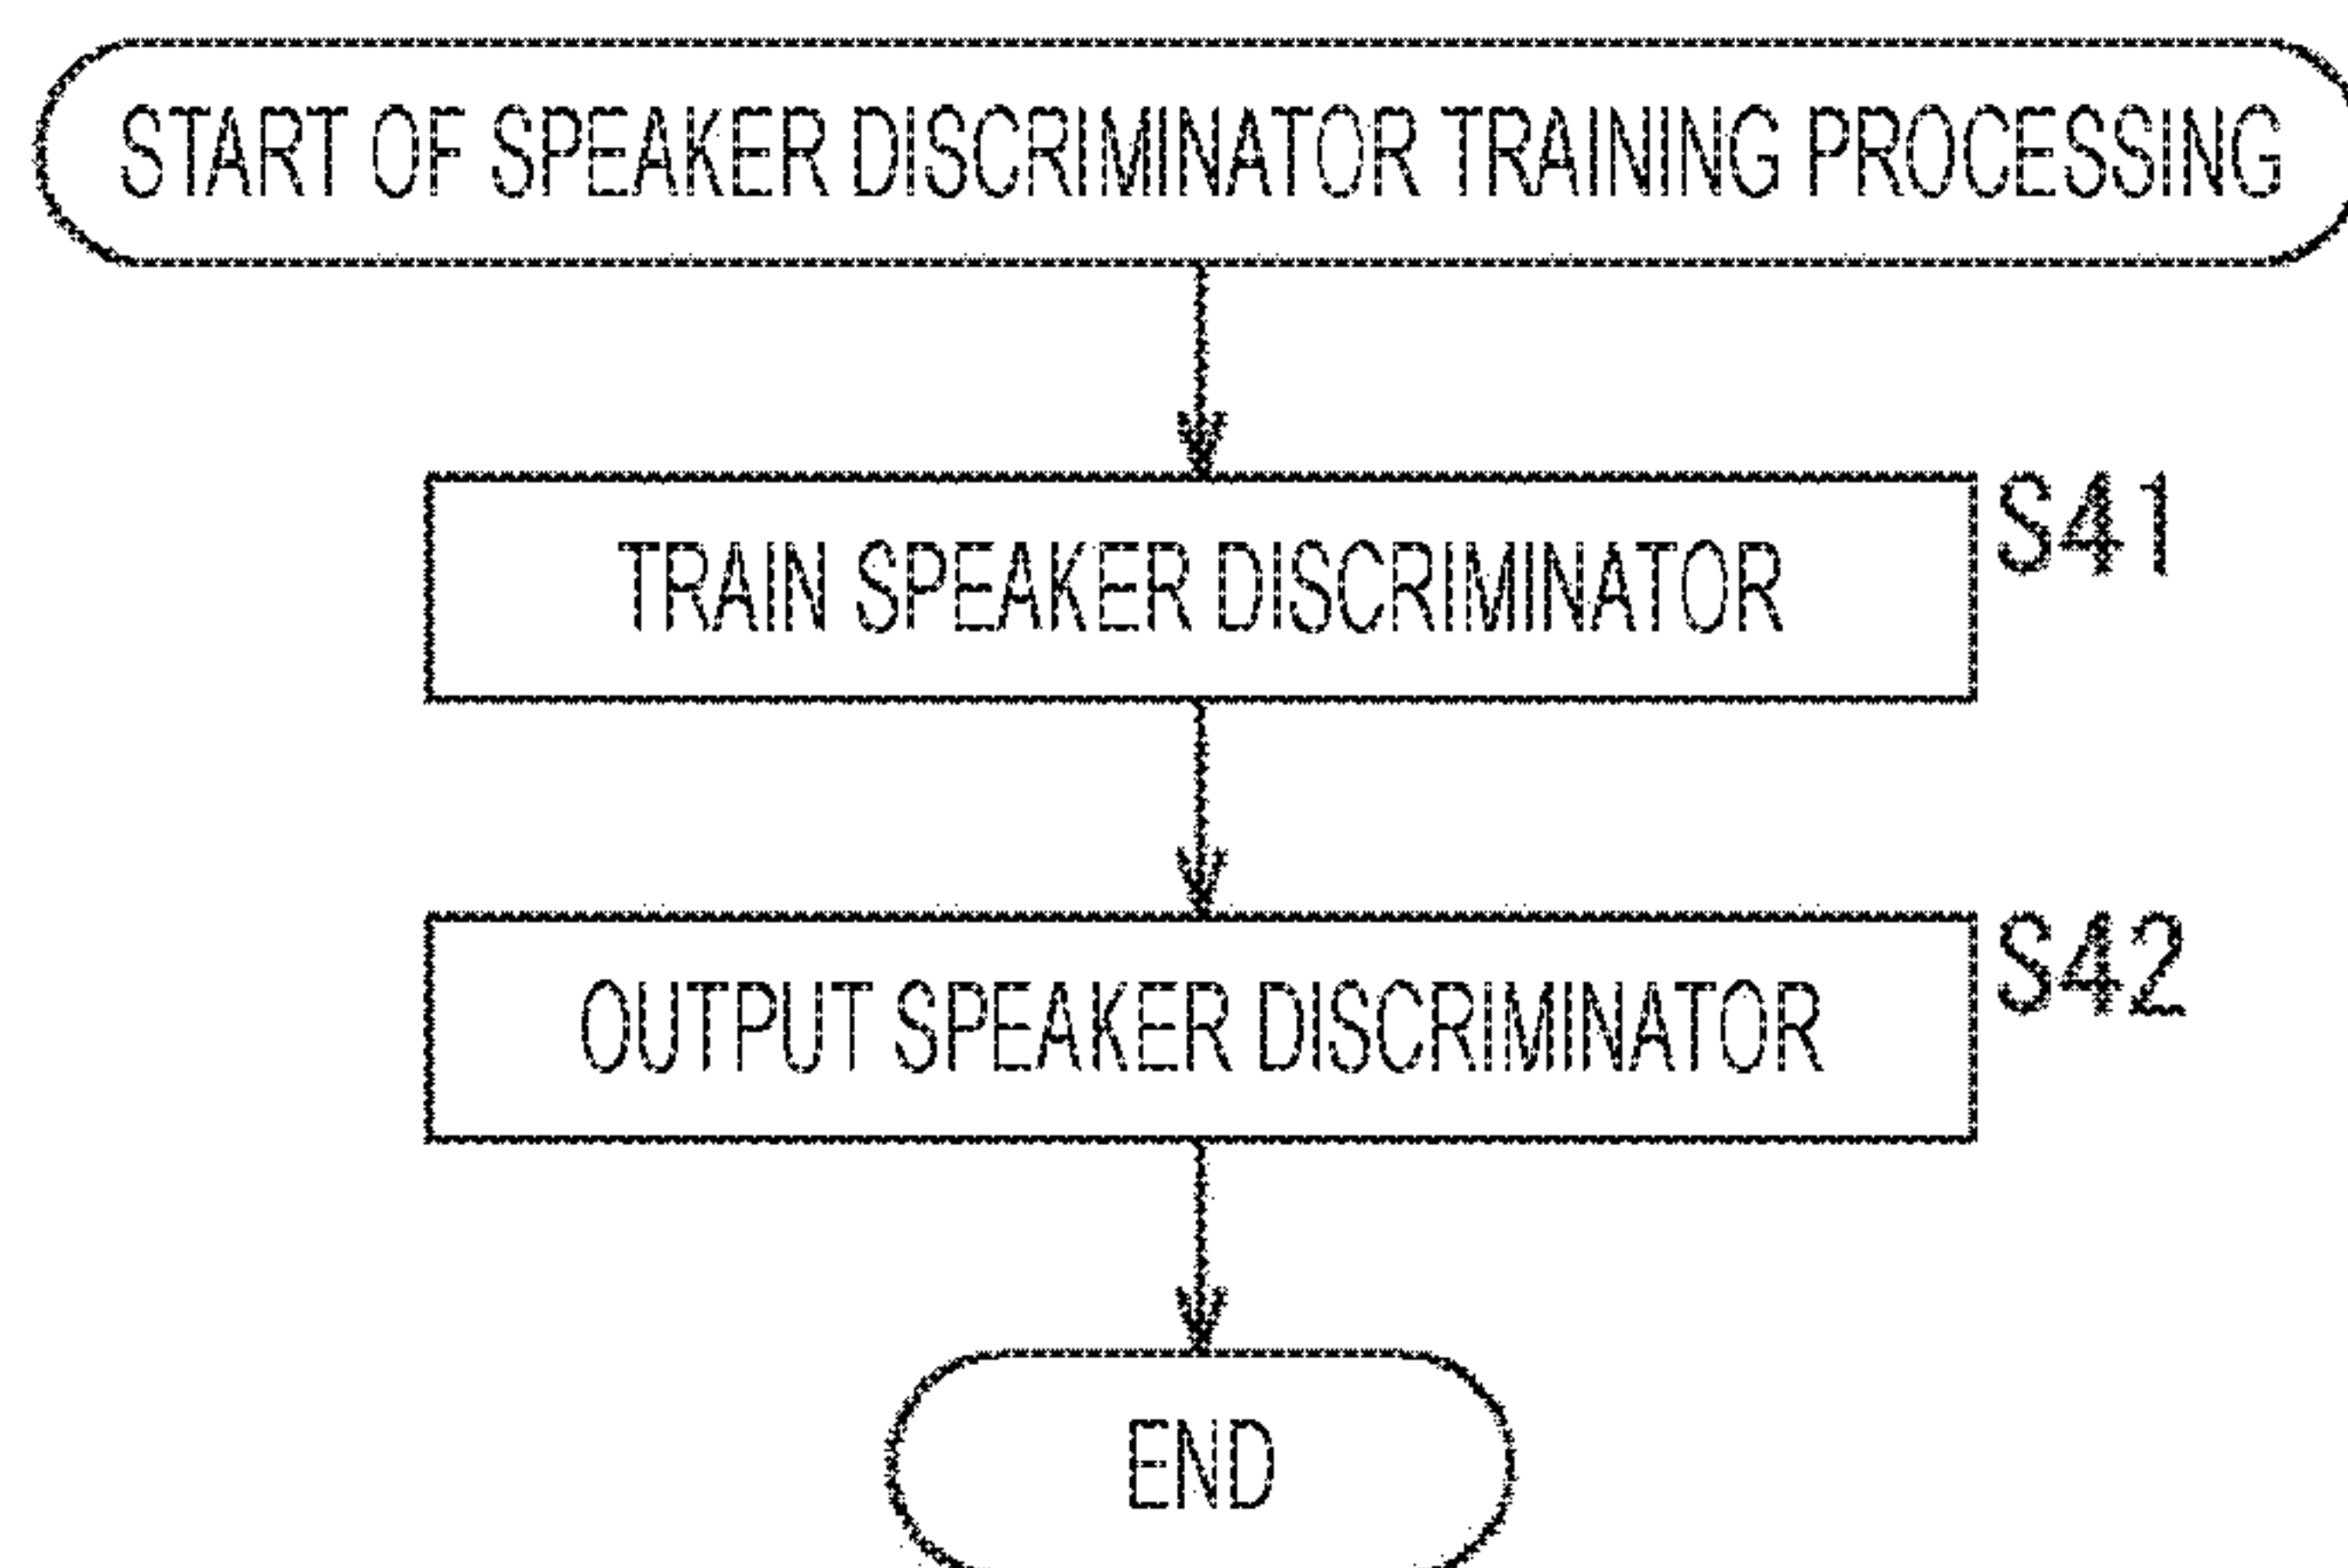 START OF SPEAKER DISCRIMINATOR TRAINING PROCESSING
TRAIN SPEAKER DISCRIMINATOR
S41
OUTPUT SPEAKER DISCRIMINATOR
S42
END